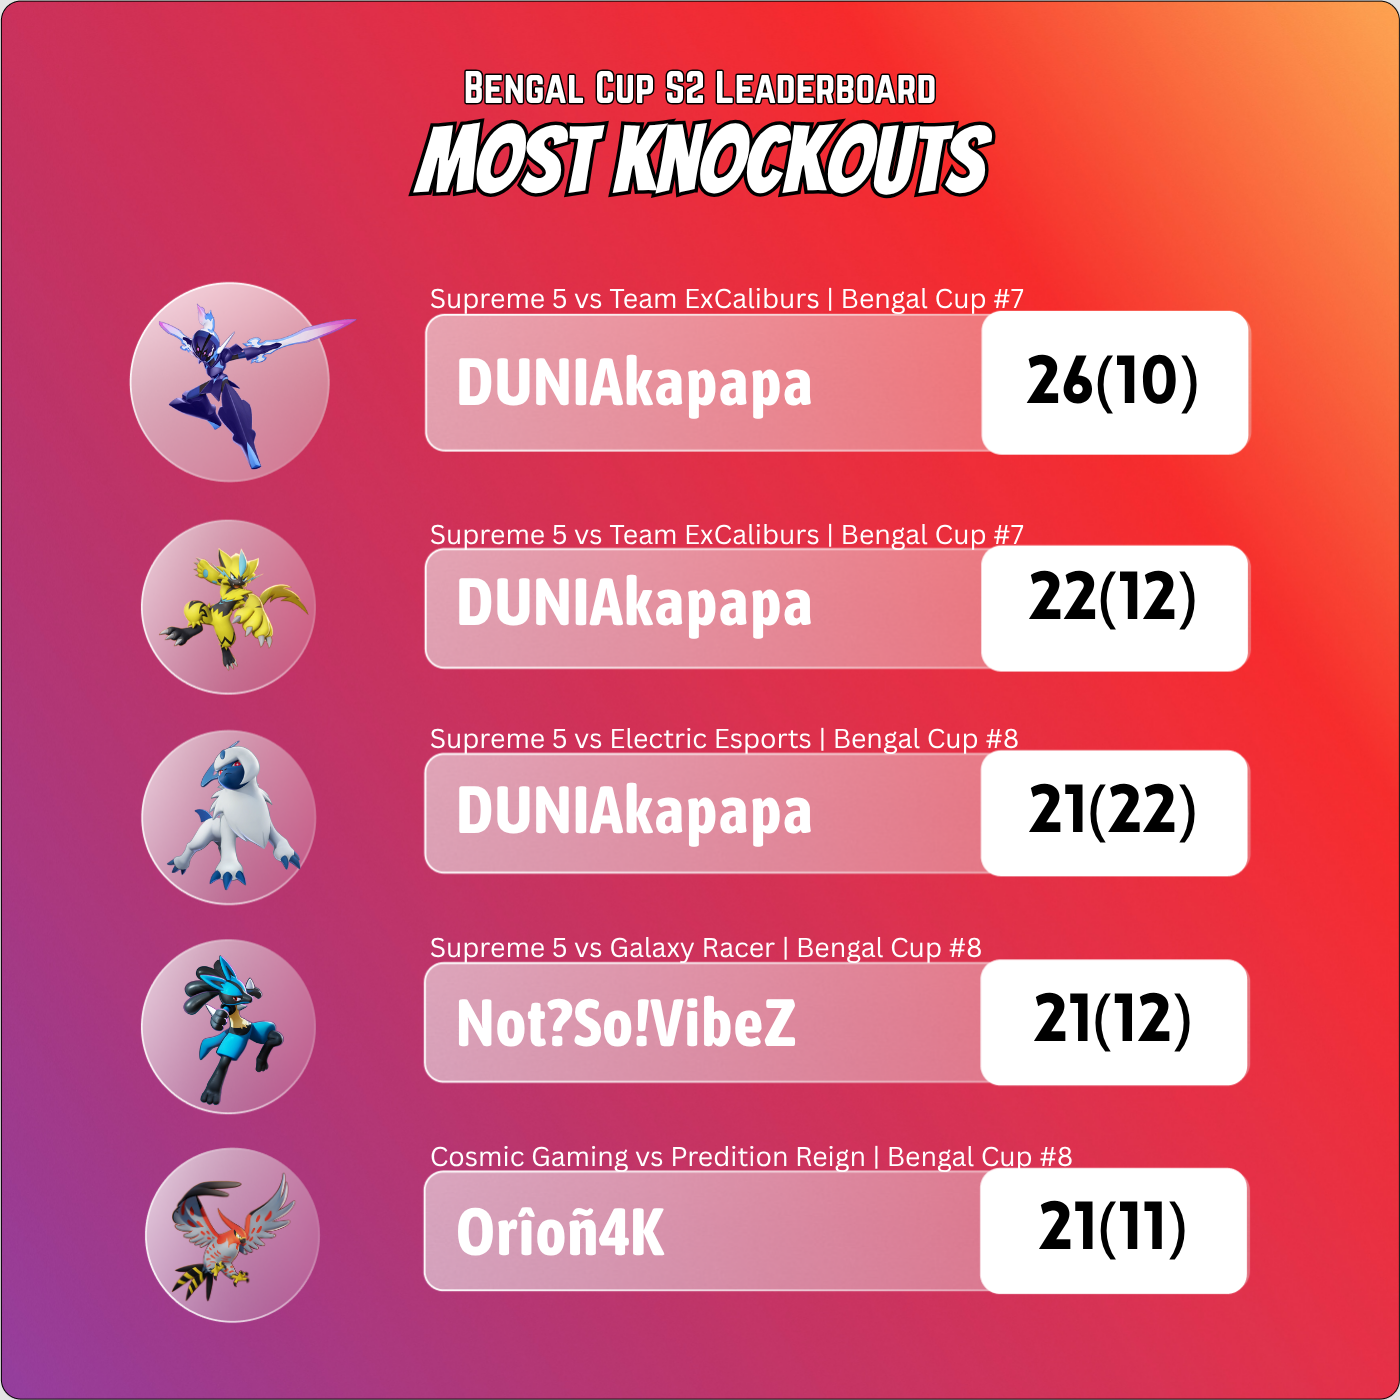 Bengal Cup S2 Leaderboard
MOST KNOCKOUTS
Supreme 5 vs Team ExCaliburs | Bengal Cup #7
DUNIAkapapa 26(10)
Supreme 5 vs Team ExCaliburs | Bengal Cup #7
DUNIAkapapa 22(12)
Supreme 5 vs Electric Esports | Bengal Cup #8
DUNIAkapapa 21(22)
Supreme 5 vs Galaxy Racer | Bengal Cup #8
Not?So!VibeZ 21(12)
Cosmic Gaming vs Predition Reign | Bengal Cup #8
Orîoñ4K 21(11)